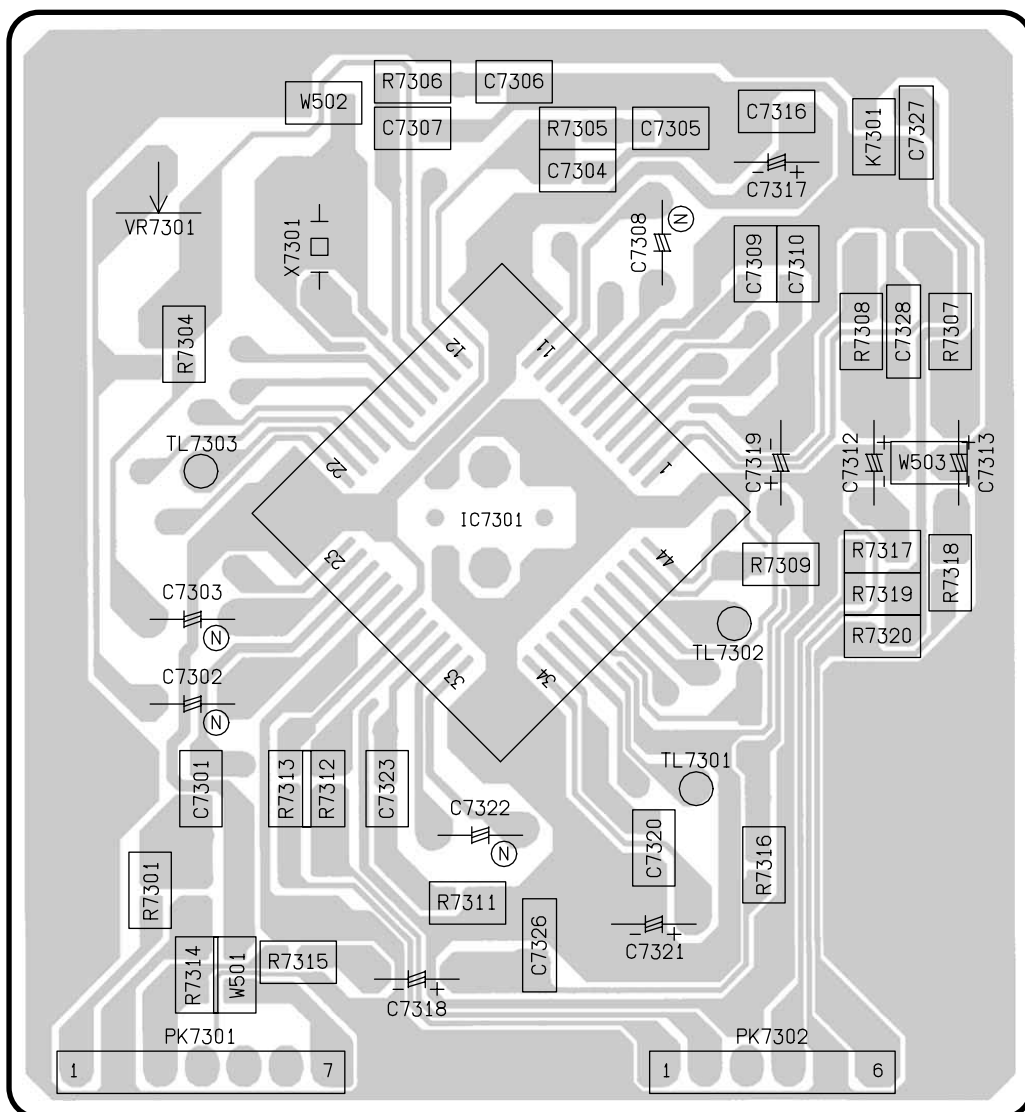 R7306
C7306
W502
C7307
R7305
C7305
C7304
C7316
- +
C7317
K7301
C7327
VR7301
X7301
C7308
N
C7309
C7310
R7304
R7308
C7328
R7307
12
11
TL7303
22
1
-
C7319
+
C7312
+
-
W503
+
C7313
-
IC7301
23
44
R7309
R7317
R7318
R7319
R7320
C7303
N
TL7302
C7302
N
33
34
C7301
R7313
R7312
C7323
TL7301
C7322
N
C7320
R7316
R7301
R7311
C7326
- +
C7321
R7314
W501
R7315
- +
C7318
PK7301
1 7
PK7302
1 6